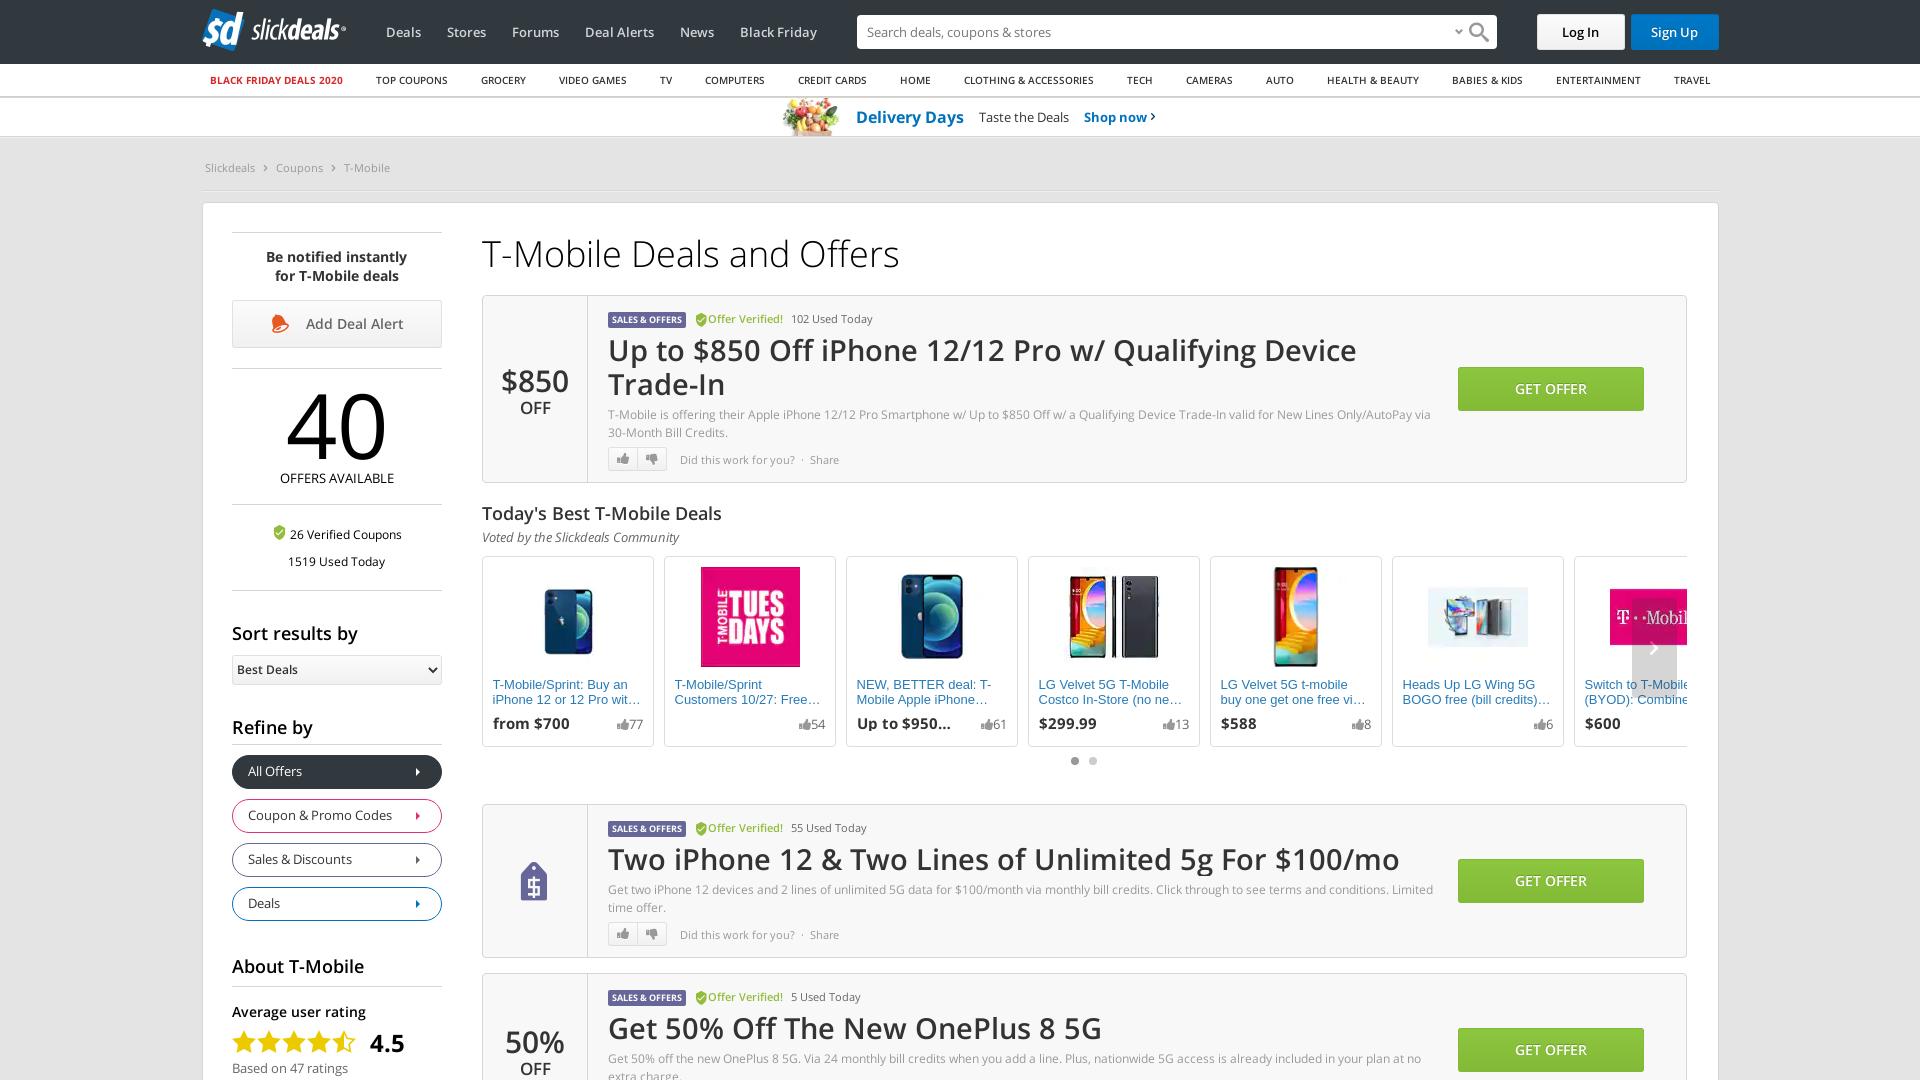 slickdeals
Deals
Stores
Forums
Deal Alerts
News
Black Friday
Search deals, coupons & stores
Log In
Sign Up
BLACK FRIDAY DEALS 2020
TOP COUPONS
GROCERY
VIDEO GAMES
TV
COMPUTERS
CREDIT CARDS
HOME
CLOTHING & ACCESSORIES
TECH
CAMERAS
AUTO
HEALTH & BEAUTY
BABIES & KIDS
ENTERTAINMENT
TRAVEL
Delivery Days Taste the Deals Shop now
Slickdeals > Coupons > T-Mobile
Be notified instantly
for T-Mobile deals
Add Deal Alert
40
OFFERS AVAILABLE
26 Verified Coupons
1519 Used Today
Sort results by
Best Deals
Refine by
All Offers
Coupon & Promo Codes
Sales & Discounts
Deals
About T-Mobile
Average user rating
4.5
Based on 47 ratings
T-Mobile Deals and Offers
$850
OFF
SALES & OFFERS Offer Verified! 102 Used Today
Up to $850 Off iPhone 12/12 Pro w/ Qualifying Device
Trade-In
T-Mobile is offering their Apple iPhone 12/12 Pro Smartphone w/ Up to $850 Off w/ a Qualifying Device Trade-In valid for New Lines Only/AutoPay via
30-Month Bill Credits.
Did this work for you? · Share
GET OFFER
Today's Best T-Mobile Deals
Voted by the Slickdeals Community
T-Mobile/Sprint: Buy an
iPhone 12 or 12 Pro wit…
from $700
77
T-MOBILE
TUES
DAYS
T-Mobile/Sprint
Customers 10/27: Free…
54
NEW, BETTER deal: T-
Mobile Apple iPhone…
Up to $950…
61
LG Velvet 5G T-Mobile
Costco In-Store (no ne…
$299.99
13
LG Velvet 5G t-mobile
buy one get one free vi…
$588
8
Heads Up LG Wing 5G
BOGO free (bill credits)…
6
T··Mobil
Switch to T-Mobile
(BYOD): Combine
$600
SALES & OFFERS Offer Verified! 55 Used Today
Two iPhone 12 & Two Lines of Unlimited 5g For $100/mo
Get two iPhone 12 devices and 2 lines of unlimited 5G data for $100/month via monthly bill credits. Click through to see terms and conditions. Limited
time offer.
Did this work for you? · Share
GET OFFER
50%
OFF
SALES & OFFERS Offer Verified! 5 Used Today
Get 50% Off The New OnePlus 8 5G
Get 50% off the new OnePlus 8 5G. Via 24 monthly bill credits when you add a line. Plus, nationwide 5G access is already included in your plan at no
extra charge.
GET OFFER